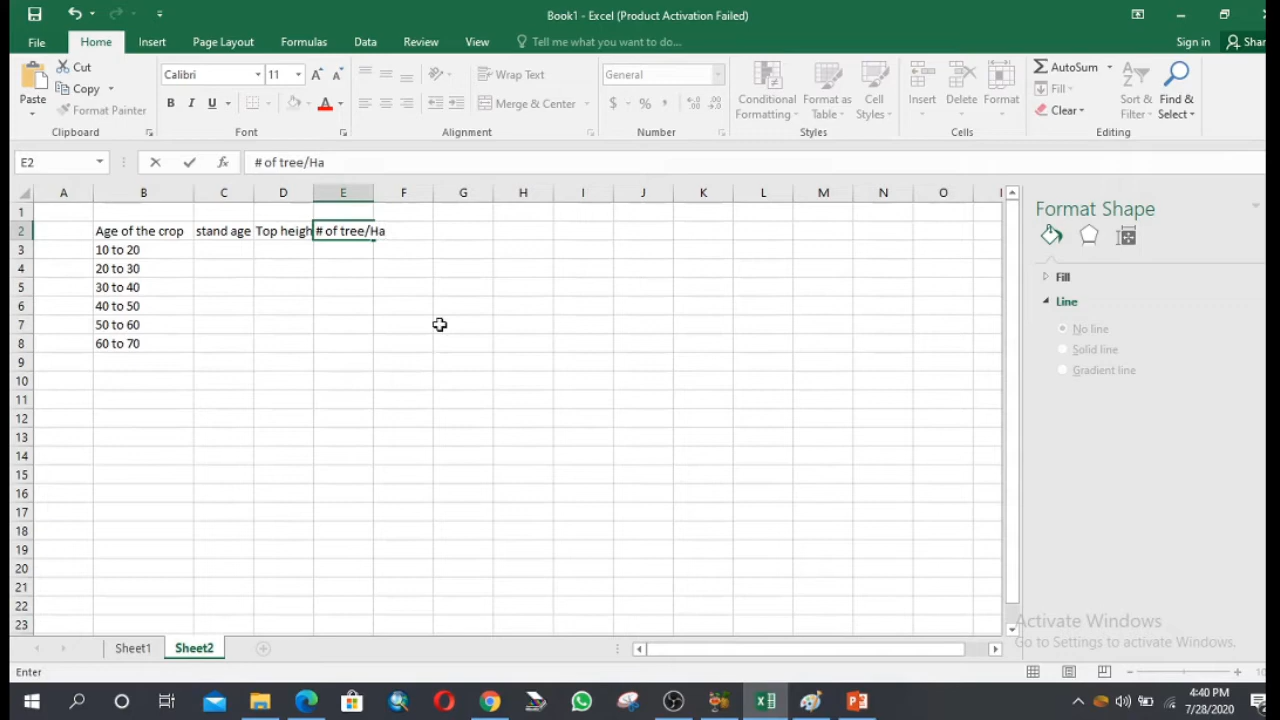 Book1 - Excel (Product Activation Failed)
File Home Insert Page Layout Formulas Data Review View Tell me what you want to do... Sign in Shar
Paste Cut Copy Format Painter Clipboard
Calibri 11 B I U Font
Wrap Text Merge & Center Alignment
General $ % Number
Conditional Formatting Format as Table Cell Styles Styles
Insert Delete Format Cells
AutoSum Fill Clear Sort & Filter Find & Select Editing
E2 fx # of tree/Ha
A B C D E F G H I J K L M N O
1
2 Age of the crop stand age Top heigh # of tree/Ha
3 10 to 20
4 20 to 30
5 30 to 40
6 40 to 50
7 50 to 60
8 60 to 70
9
10
11
12
13
14
15
16
17
18
19
20
21
22
23
Format Shape
Fill
Line
No line
Solid line
Gradient line
Activate Windows
Go to Settings to activate Windows.
Sheet1 Sheet2
Enter
4:40 PM
7/28/2020